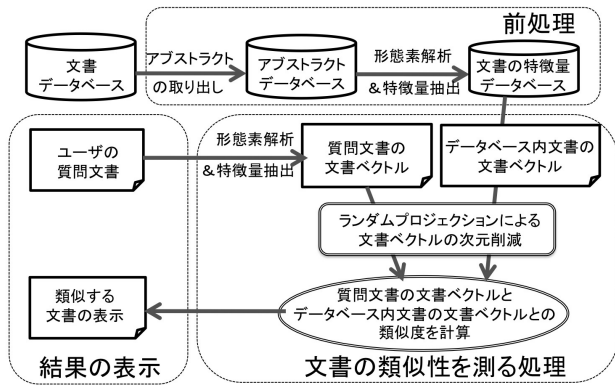 前処理
文書
データベース
アブストラクト
の取り出し
アブストラクト
データベース
形態素解析
&特徴量抽出
文書の特徴量
データベース
ユーザの
質問文書
形態素解析
&特徴量抽出
質問文書の
文書ベクトル
データベース内文書の
文書ベクトル
ランダムプロジェクションによる
文書ベクトルの次元削減
類似する
文書の表示
質問文書の文書ベクトルと
データベース内文書の文書ベクトルとの
類似度を計算
結果の表示
文書の類似性を測る処理